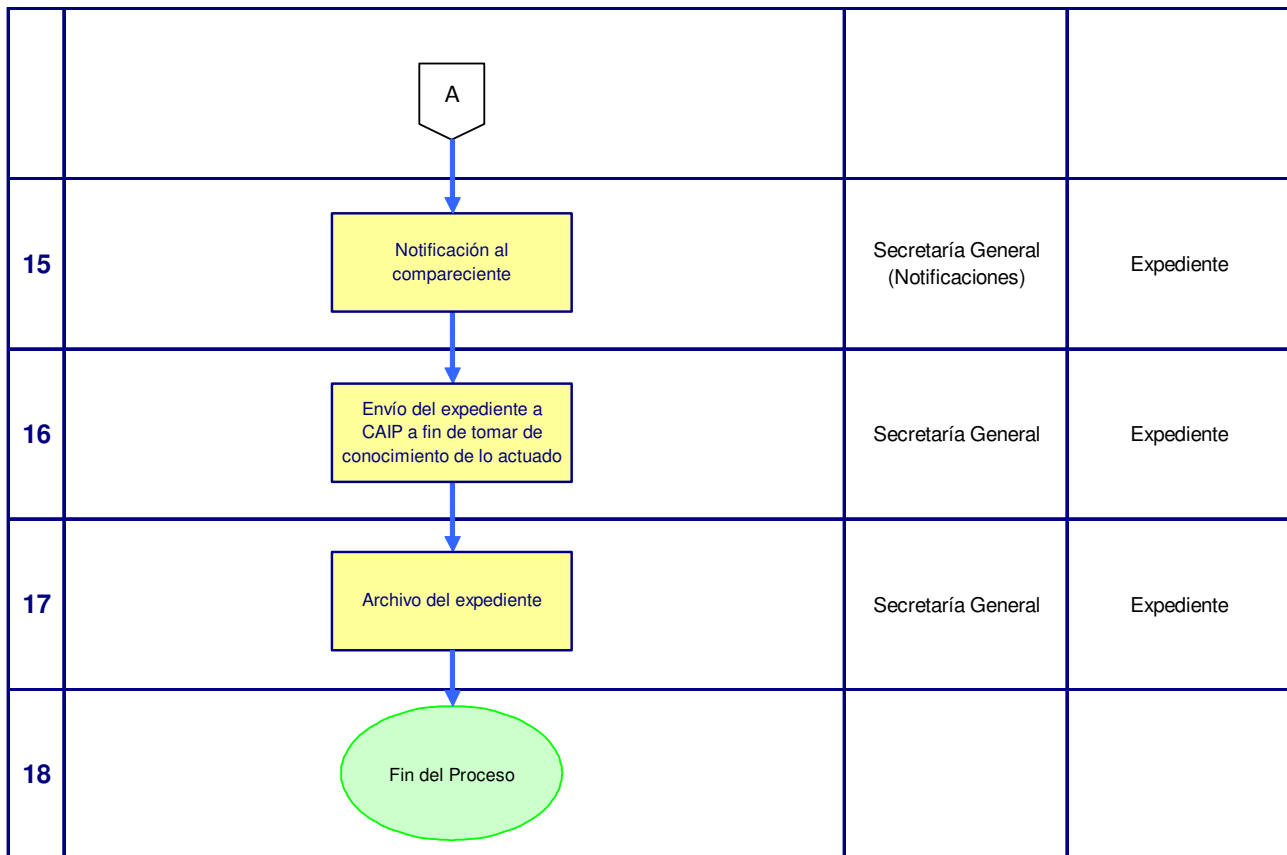 A
15
Notificación al
compareciente
Secretaría General
(Notificaciones)
Expediente
16
Envío del expediente a
CAIP a fin de tomar de
conocimiento de lo actuado
Secretaría General
Expediente
17
Archivo del expediente
Secretaría General
Expediente
18
Fin del Proceso